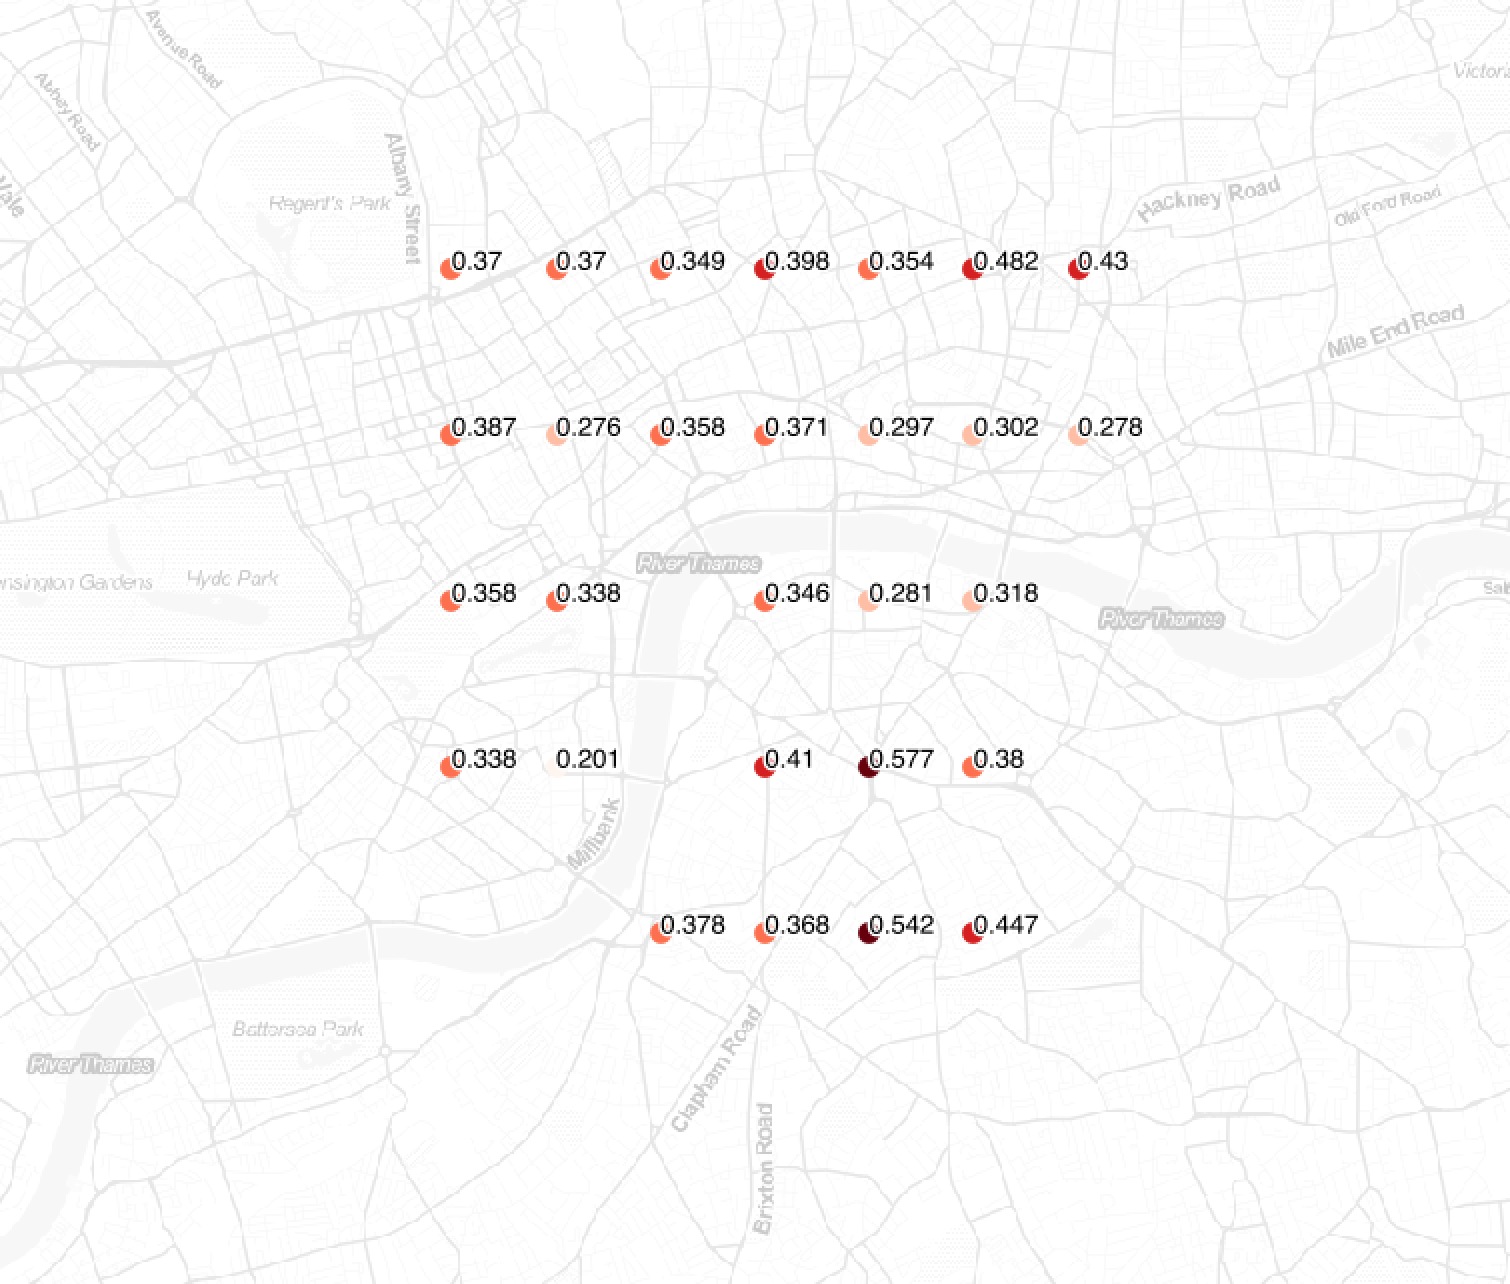 Avenue Road
Victoria
Abbey Road
Albany Street
Vale
Regent's Park
Hackney Road
Old Ford Road
0.37
0.37
0.349
0.398
0.354
0.482
0.43
Mile End Road
0.387
0.276
0.358
0.371
0.297
0.302
0.278
River Thames
ensington Gardens
Hyde Park
0.358
0.338
0.346
0.281
0.318
Salt
River Thames
0.338
0.201
0.41
0.577
0.38
Millbank
0.378
0.368
0.542
0.447
Battersea Park
River Thames
Clapham Road
Brixton Road